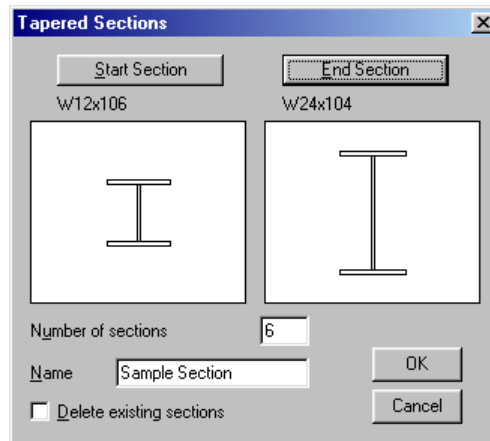 Tapered Sections
Start Section
End Section
W12x106
W24x104
Number of sections
6
Name
Sample Section
OK
Delete existing sections
Cancel